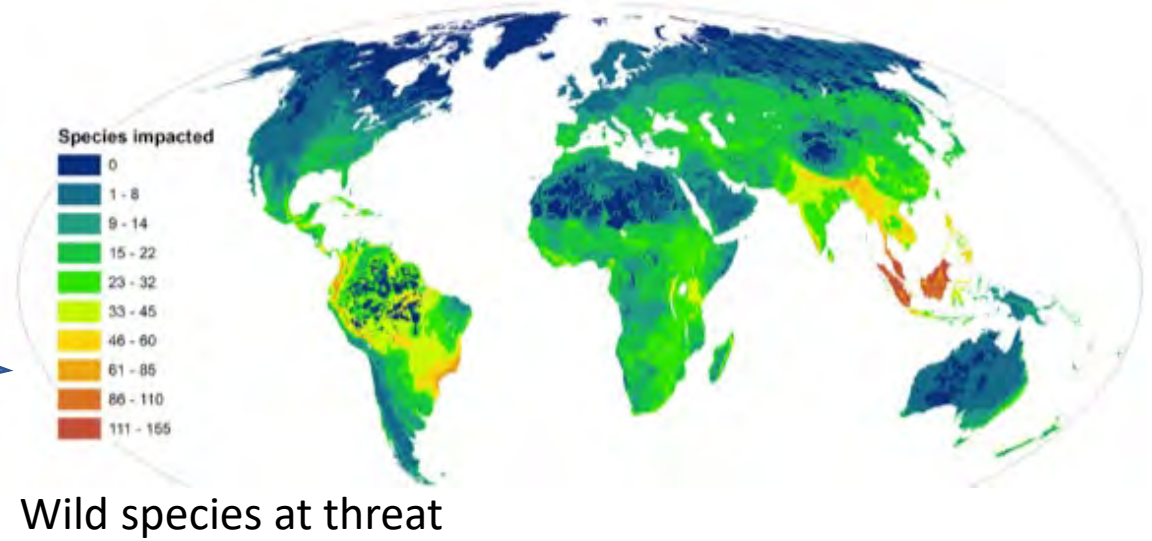 Species impacted
0
1 - 8
9 - 14
15 - 22
23 - 32
33 - 45
46 - 60
61 - 85
86 - 110
111 - 155
Wild species at threat